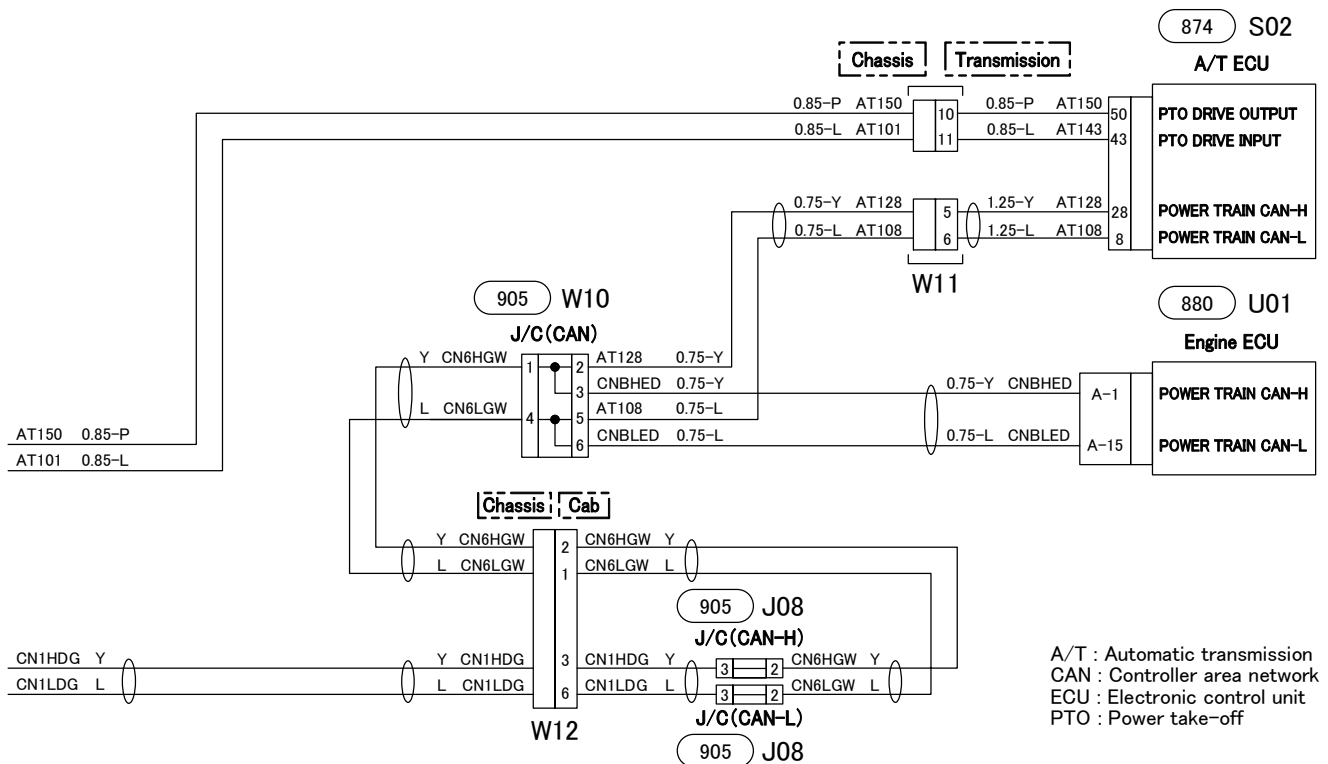 874 S02
A/T ECU
Chassis Transmission
0.85-P AT150 10 0.85-P AT150 50 PTO DRIVE OUTPUT
0.85-L AT101 11 0.85-L AT143 43 PTO DRIVE INPUT
0.75-Y AT128 5 1.25-Y AT128 28 POWER TRAIN CAN-H
0.75-L AT108 6 1.25-L AT108 8 POWER TRAIN CAN-L
W11
905 W10
J/C(CAN)
880 U01
Engine ECU
Y CN6HGW 1 2 AT128 0.75-Y
3 CNBHED 0.75-Y 0.75-Y CNBHED A-1 POWER TRAIN CAN-H
L CN6LGW 4 5 AT108 0.75-L
6 CNBLED 0.75-L 0.75-L CNBLED A-15 POWER TRAIN CAN-L
AT150 0.85-P
AT101 0.85-L
Chassis Cab
Y CN6HGW 2 CN6HGW Y
L CN6LGW 1 CN6LGW L
905 J08
J/C(CAN-H)
CN1HDG Y Y CN1HDG 3 CN1HDG Y 3 2 CN6HGW Y
CN1LDG L L CN1LDG 6 CN1LDG L 3 2 CN6LGW L
J/C(CAN-L)
W12
905 J08
A/T : Automatic transmission
CAN : Controller area network
ECU : Electronic control unit
PTO : Power take-off